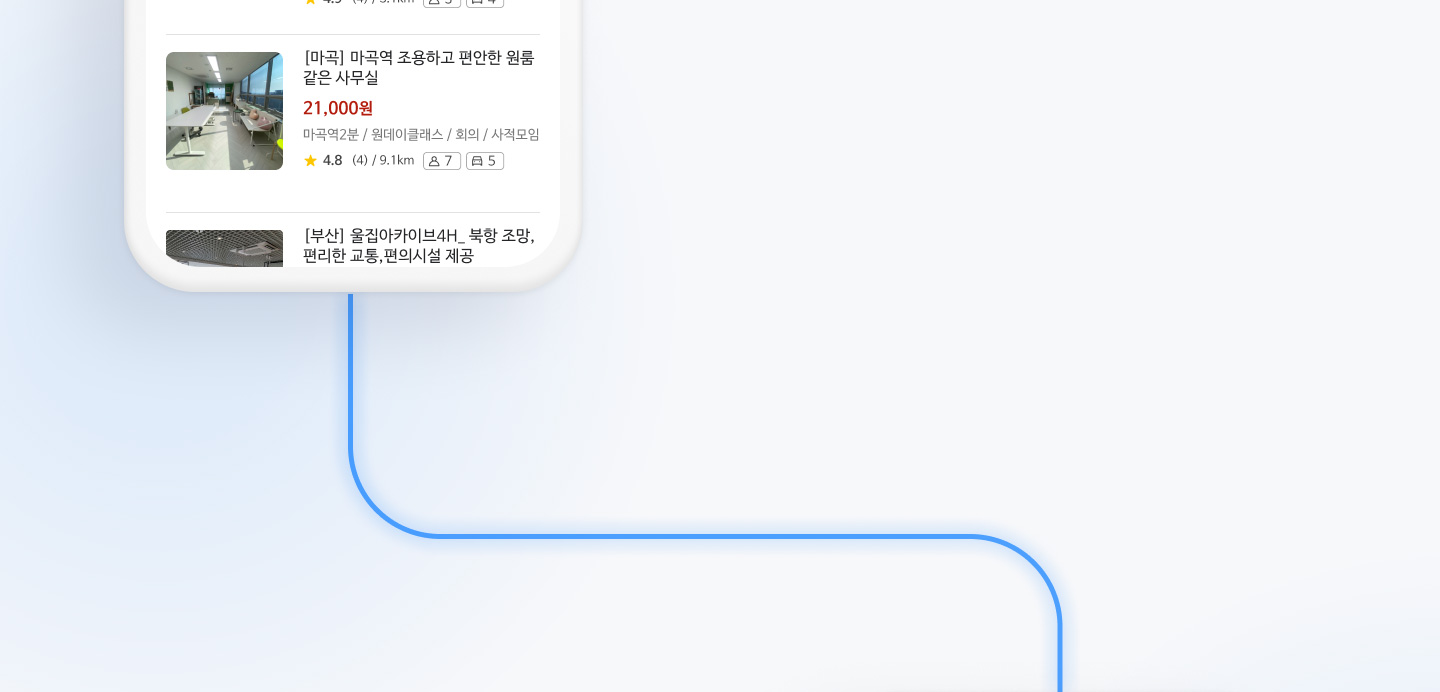 [마곡] 마곡역 조용하고 편안한 원룸
같은 사무실
21,000원
마곡역2분 / 원데이클래스 / 회의 / 사적모임
4.8 (4) / 9.1km 7 5
[부산] 울집아카이브4H_ 북항 조망,
편리한 교통,편의시설 제공